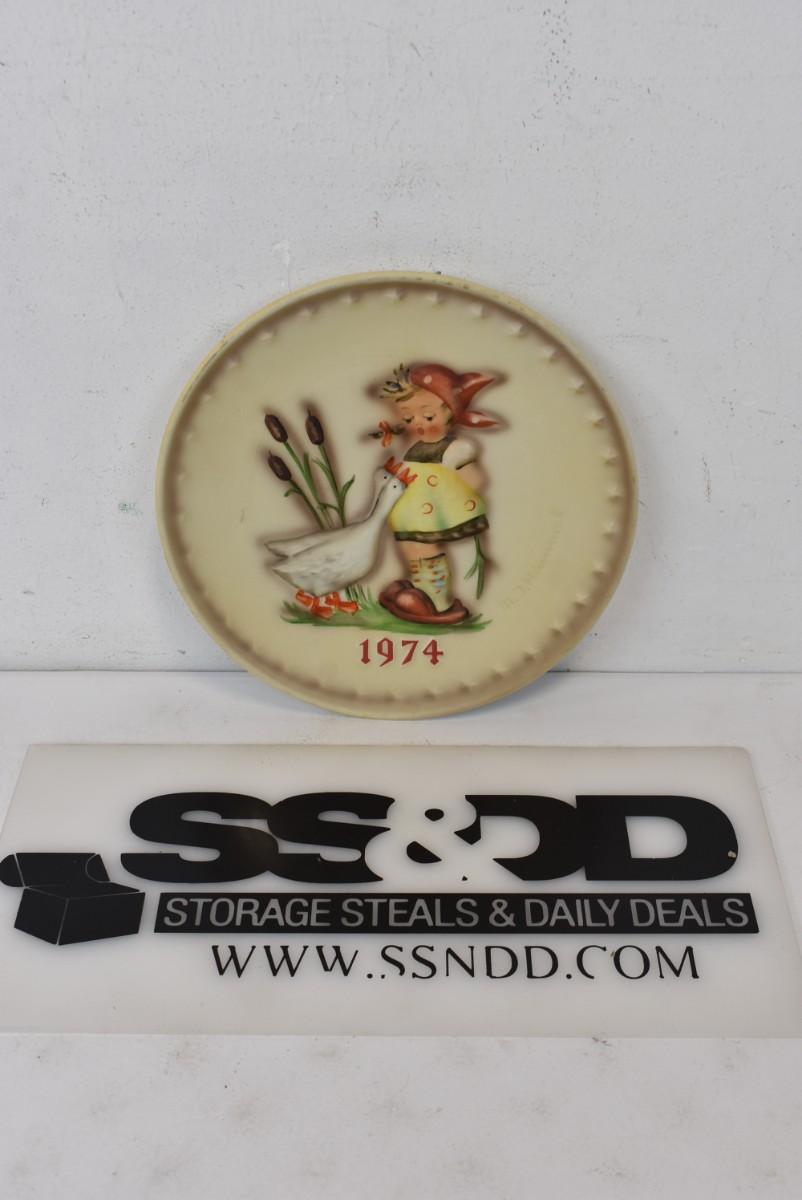 1974
SS&DD
STORAGE STEALS & DAILY DEALS
WWW.SSNDD.COM